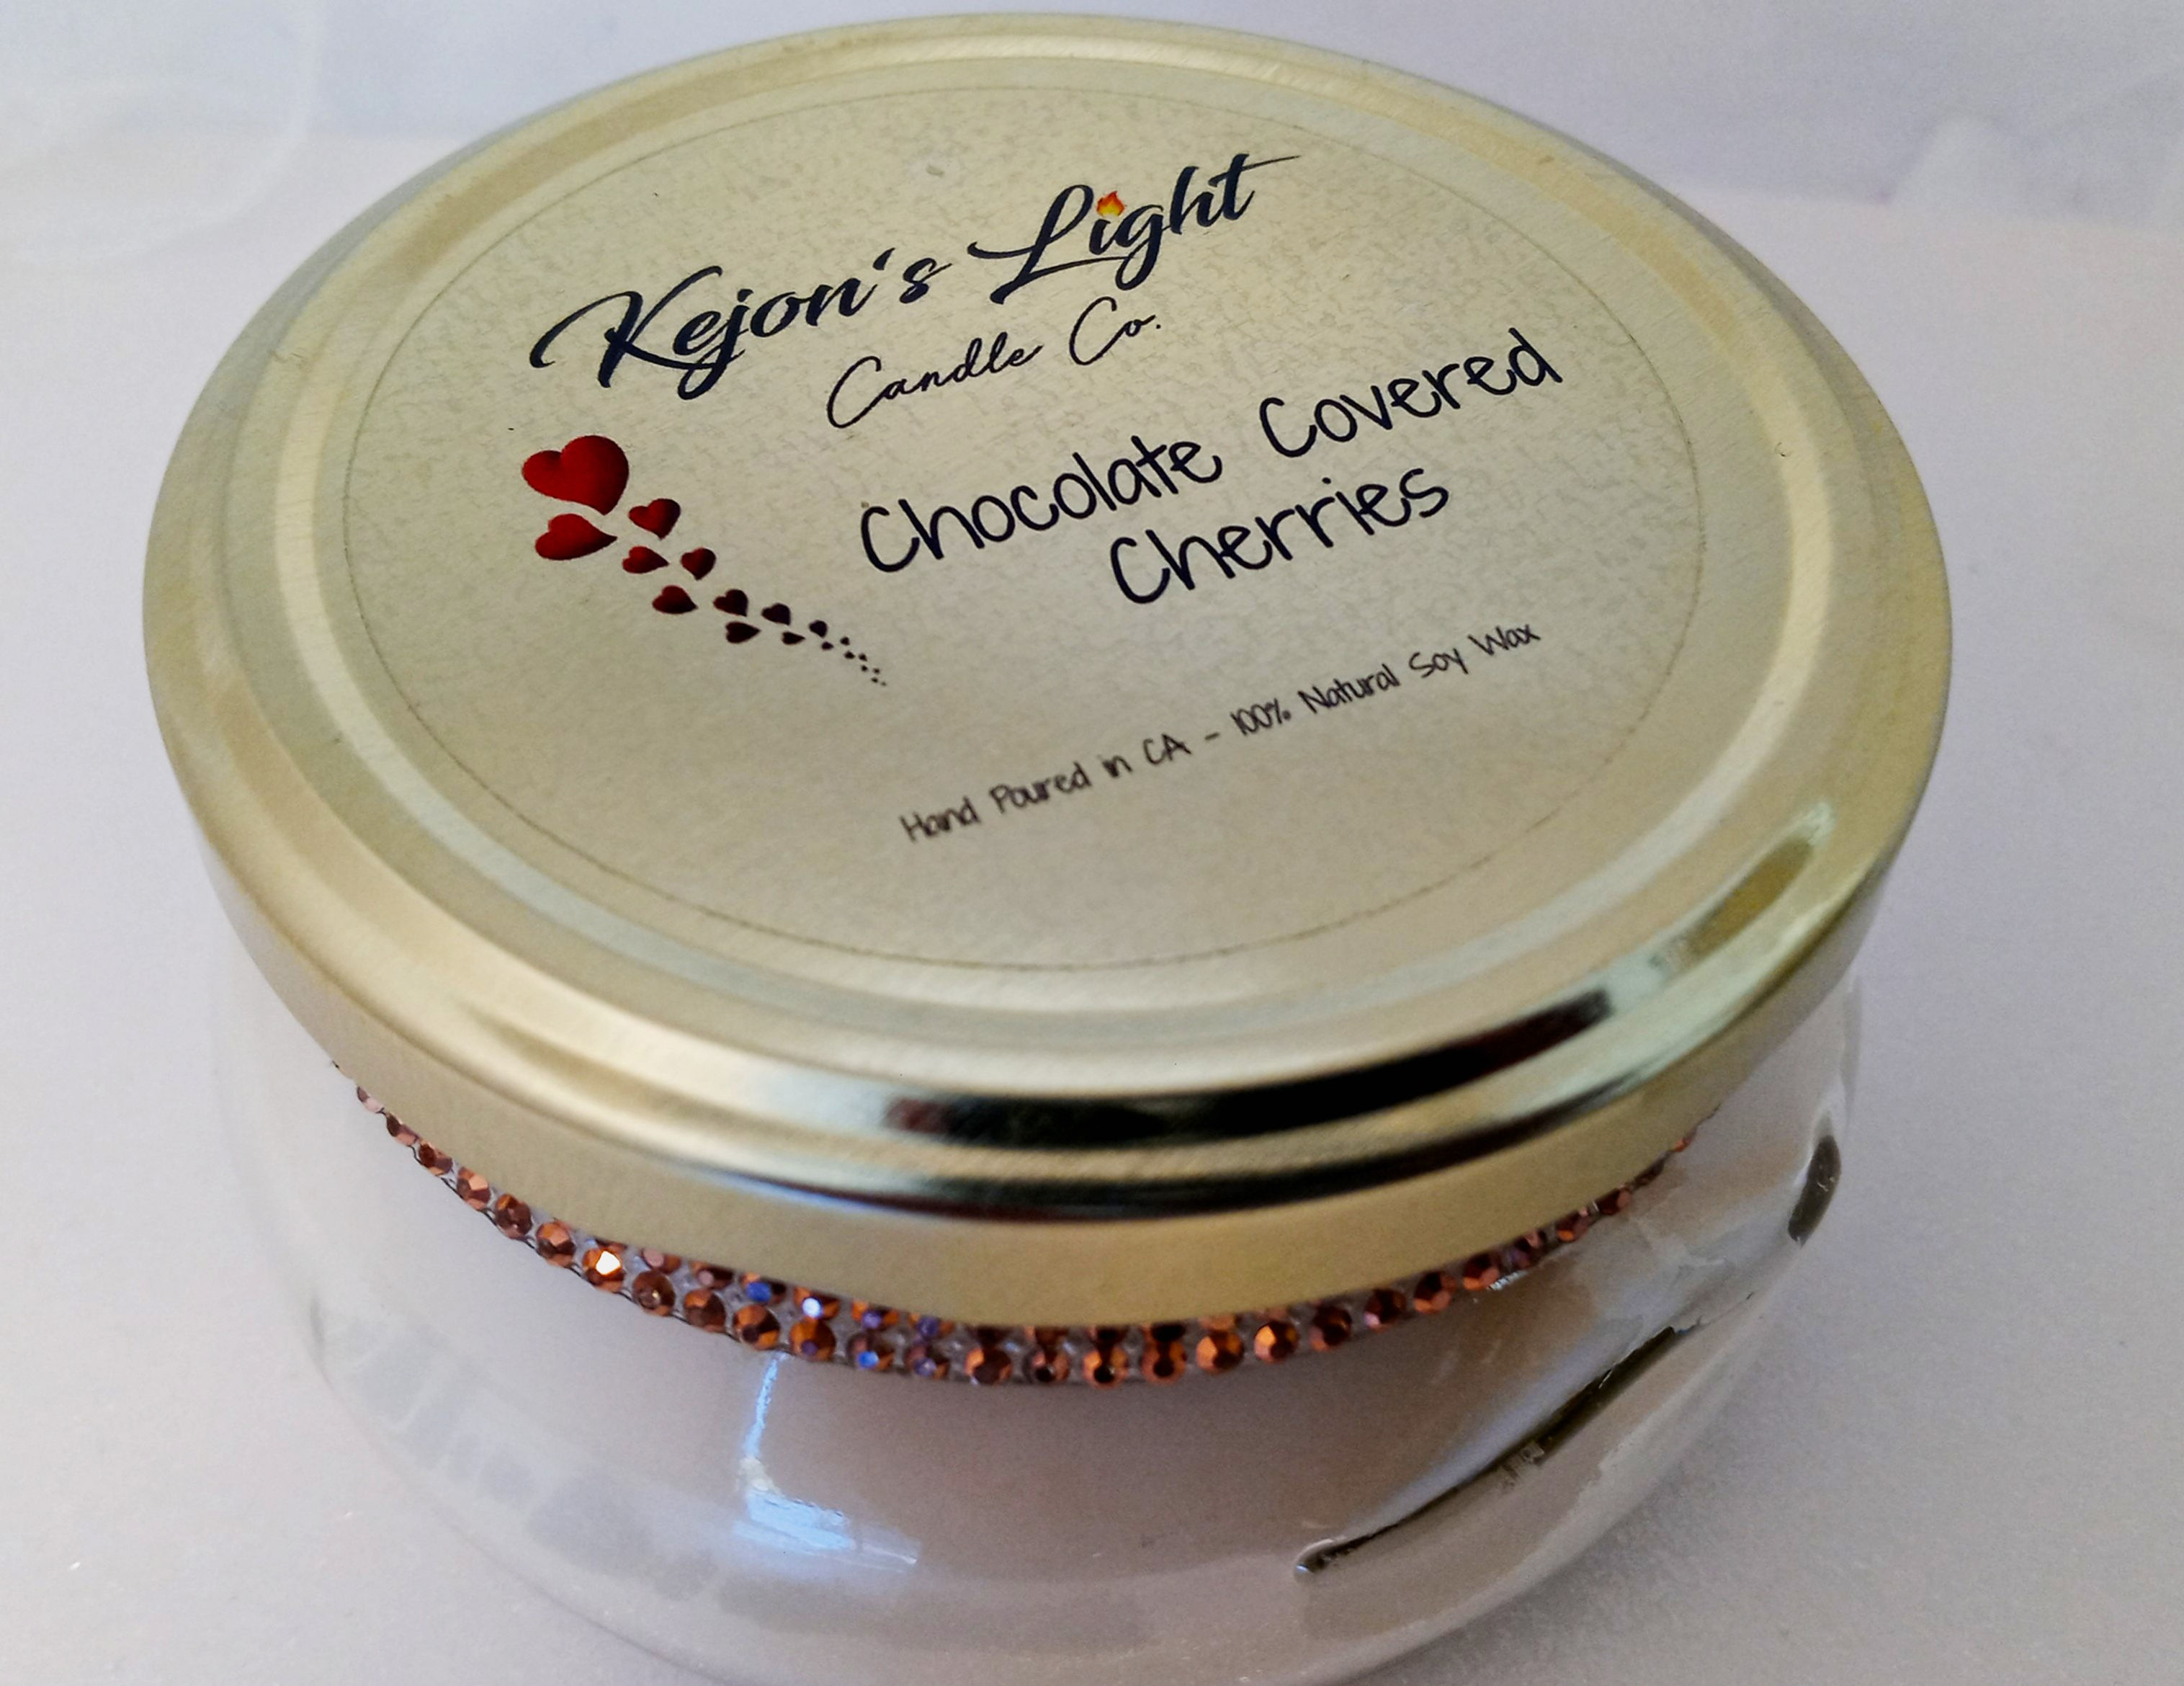 Kejon's Light
Candle Co.
Chocolate Covered
Cherries
Hand Poured in CA - 100% Natural Soy Wax